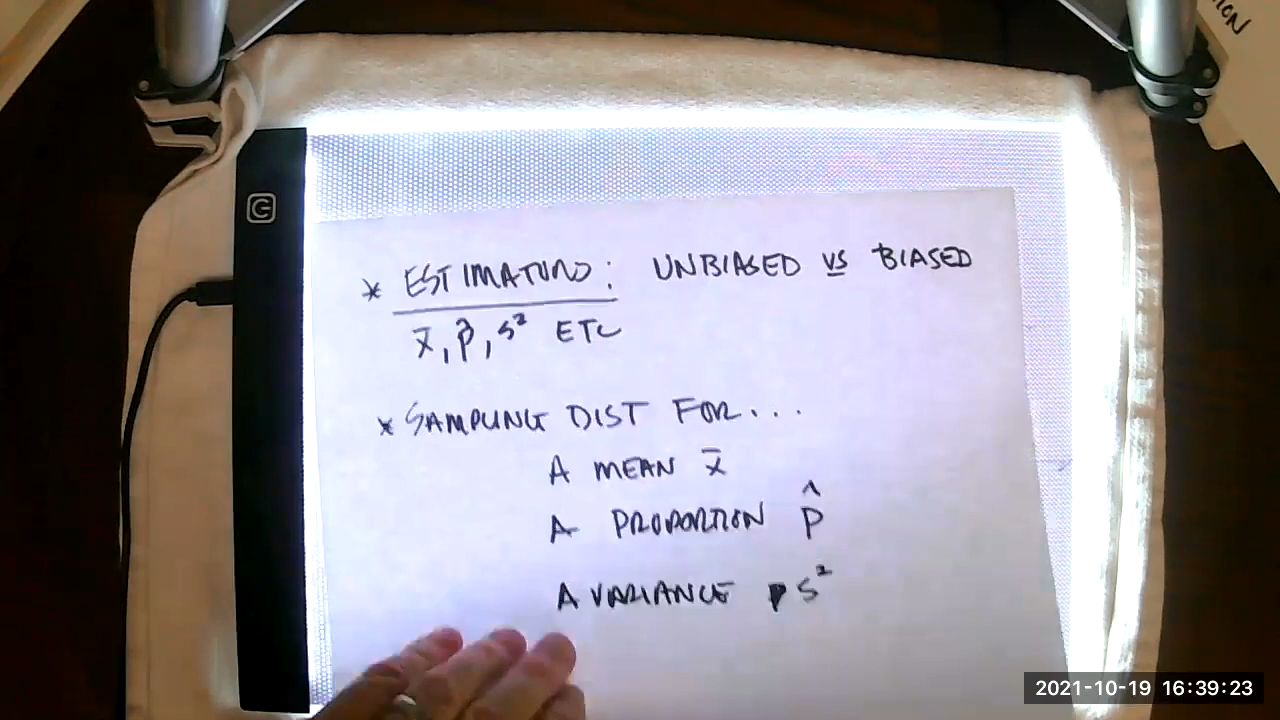 ION
* ESTIMATORS: UNBIASED VS BIASED
x̄, p̂, s² ETC
* SAMPLING DIST FOR...
A MEAN x̄
A PROPORTION p̂
A VARIANCE s²
2021-10-19 16:39:23